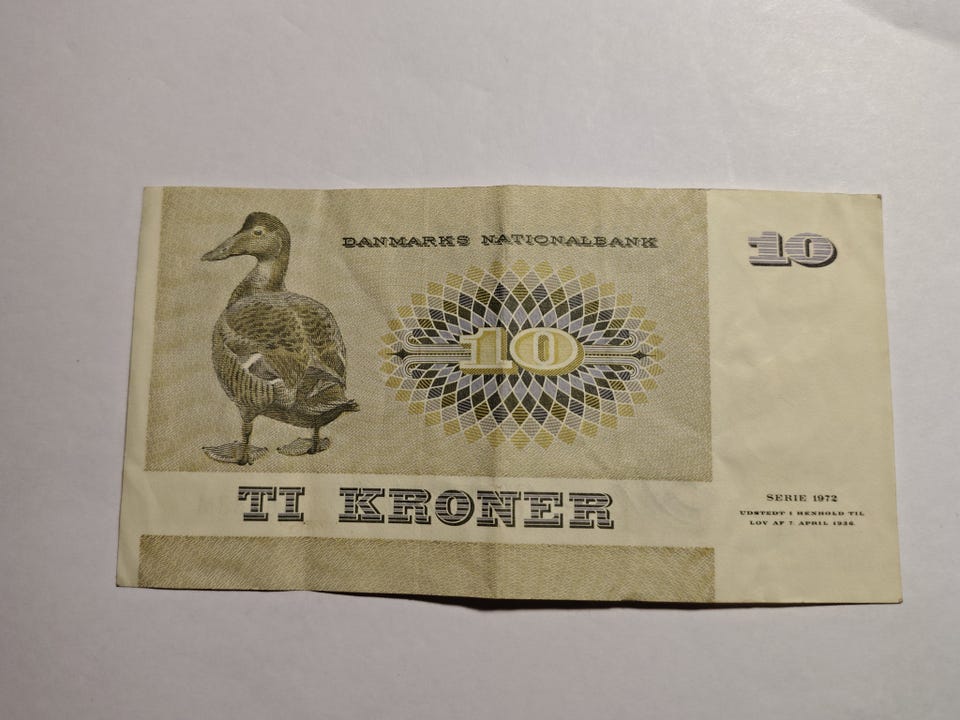 DANMARKS NATIONALBANK
10
10
TI KRONER
SERIE 1972
UDSTEDT I HENHOLD TIL
LOV AF 7. APRIL 1936.